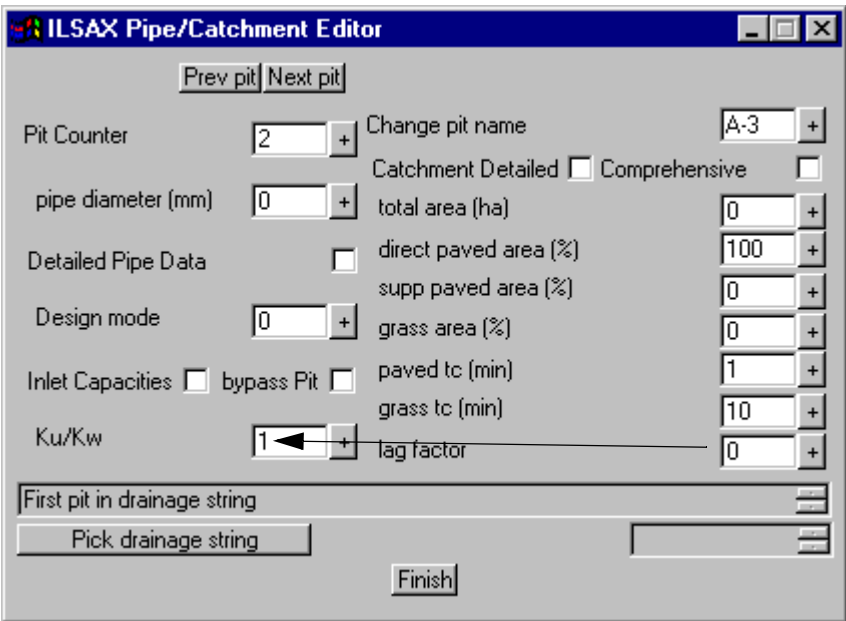 ILSAX Pipe/Catchment Editor
Prev pit Next pit
Pit Counter 2 +
Change pit name A-3 +
Catchment Detailed Comprehensive
pipe diameter (mm) 0 +
total area (ha) 0 +
direct paved area (%) 100 +
Detailed Pipe Data
supp paved area (%) 0 +
Design mode 0 +
grass area (%) 0 +
paved tc (min) 1 +
Inlet Capacities bypass Pit
grass tc (min) 10 +
Ku/Kw 1 +
lag factor 0 +
First pit in drainage string
Pick drainage string
Finish